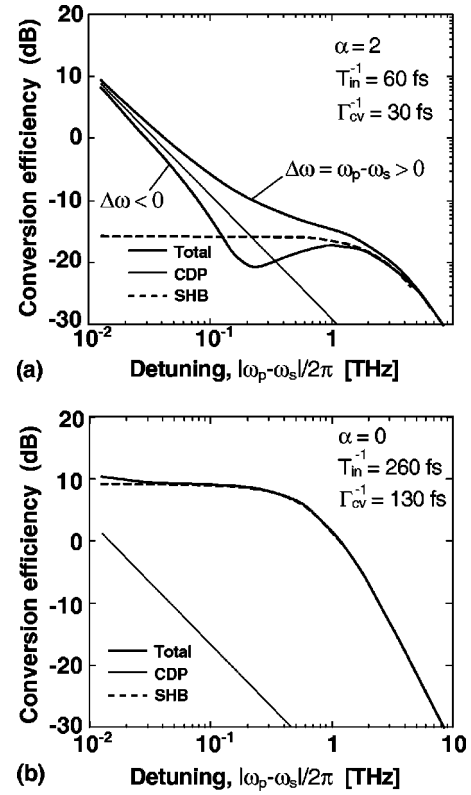 (a)
Conversion efficiency (dB)
20
10
0
-10
-20
-30
α = 2
T_in^-1 = 60 fs
Γ_cv^-1 = 30 fs
Δω = ω_p-ω_s > 0
Δω < 0
Total
CDP
SHB
10^-2
10^-1
1
10
Detuning, |ω_p-ω_s|/2π [THz]
(b)
Conversion efficiency (dB)
20
10
0
-10
-20
-30
α = 0
T_in^-1 = 260 fs
Γ_cv^-1 = 130 fs
Total
CDP
SHB
10^-2
10^-1
1
10
Detuning, |ω_p-ω_s|/2π [THz]